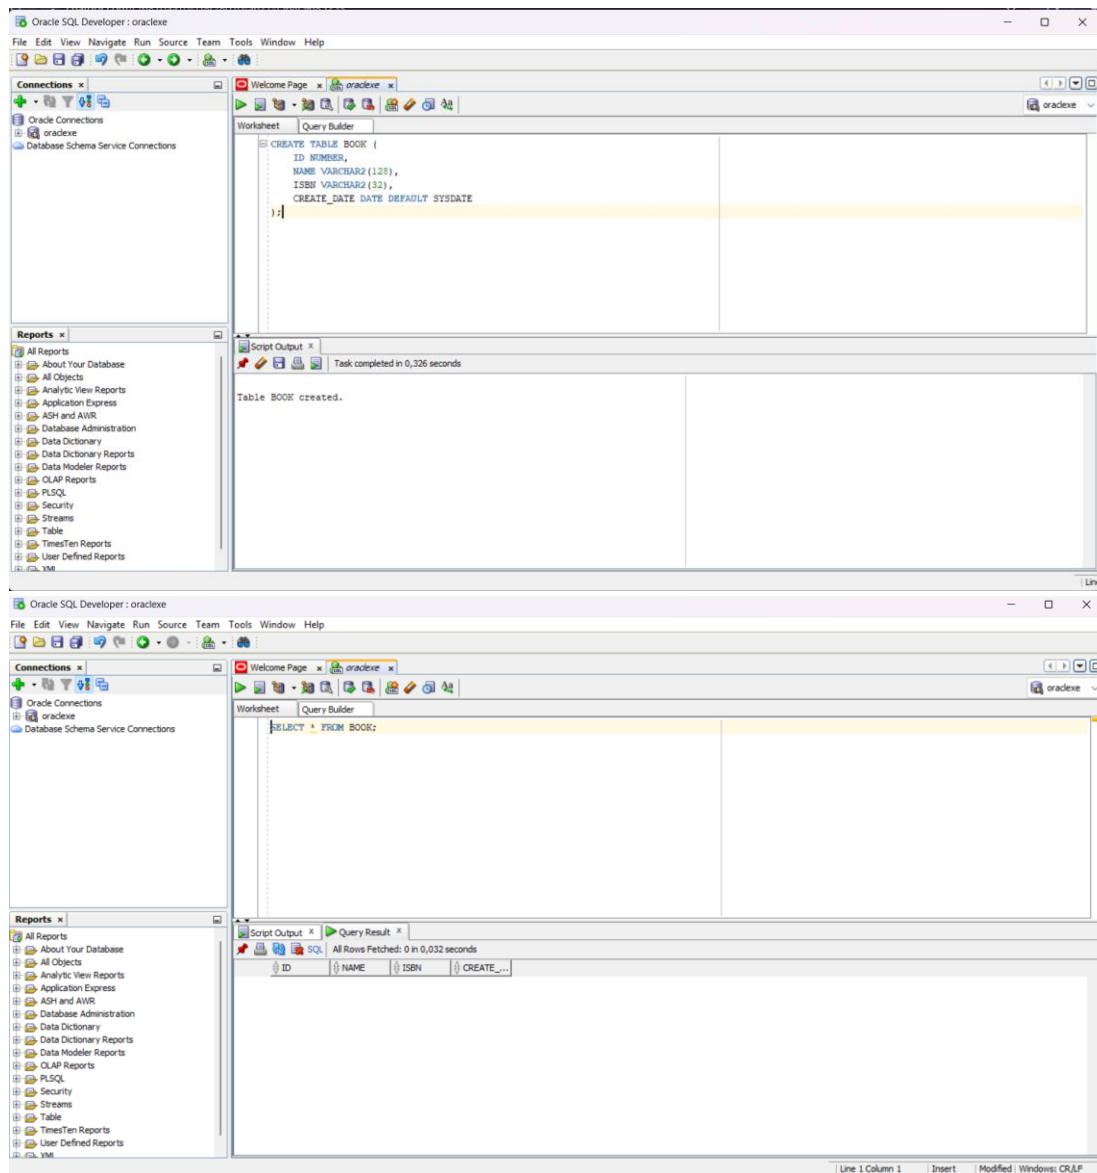 Oracle SQL Developer : oraclexe
File Edit View Navigate Run Source Team Tools Window Help
Connections
Oracle Connections
oraclexe
Database Schema Service Connections
Reports
All Reports
About Your Database
All Objects
Analytic View Reports
Application Express
ASH and AWR
Database Administration
Data Dictionary
Data Dictionary Reports
Data Modeler Reports
OLAP Reports
PLSQL
Security
Streams
Table
TimesTen Reports
User Defined Reports
XML
Welcome Page oraclexe
oraclexe
Worksheet Query Builder
CREATE TABLE BOOK (
ID NUMBER,
NAME VARCHAR2(128),
ISBN VARCHAR2(32),
CREATE_DATE DATE DEFAULT SYSDATE
);
Script Output
Task completed in 0,326 seconds
Table BOOK created.
Oracle SQL Developer : oraclexe
File Edit View Navigate Run Source Team Tools Window Help
Connections
Oracle Connections
oraclexe
Database Schema Service Connections
Reports
All Reports
About Your Database
All Objects
Analytic View Reports
Application Express
ASH and AWR
Database Administration
Data Dictionary
Data Dictionary Reports
Data Modeler Reports
OLAP Reports
PLSQL
Security
Streams
Table
TimesTen Reports
User Defined Reports
XML
Welcome Page oraclexe
oraclexe
Worksheet Query Builder
SELECT * FROM BOOK;
Script Output Query Result
SQL All Rows Fetched: 0 in 0,032 seconds
ID NAME ISBN CREATE_...
Line 1 Column 1 Insert Modified Windows: CR/LF